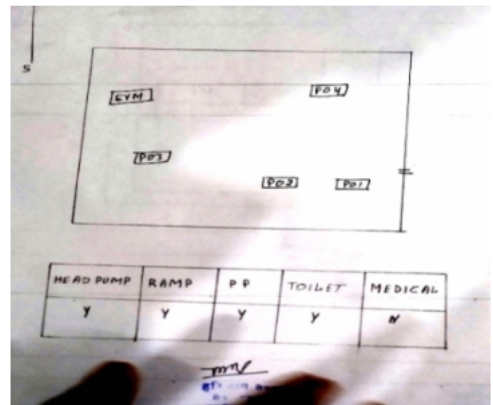 S
EVM
PO4
PO3
PO2 PO1
HEAD PUMP RAMP PP TOILET MEDICAL
Y Y Y Y N